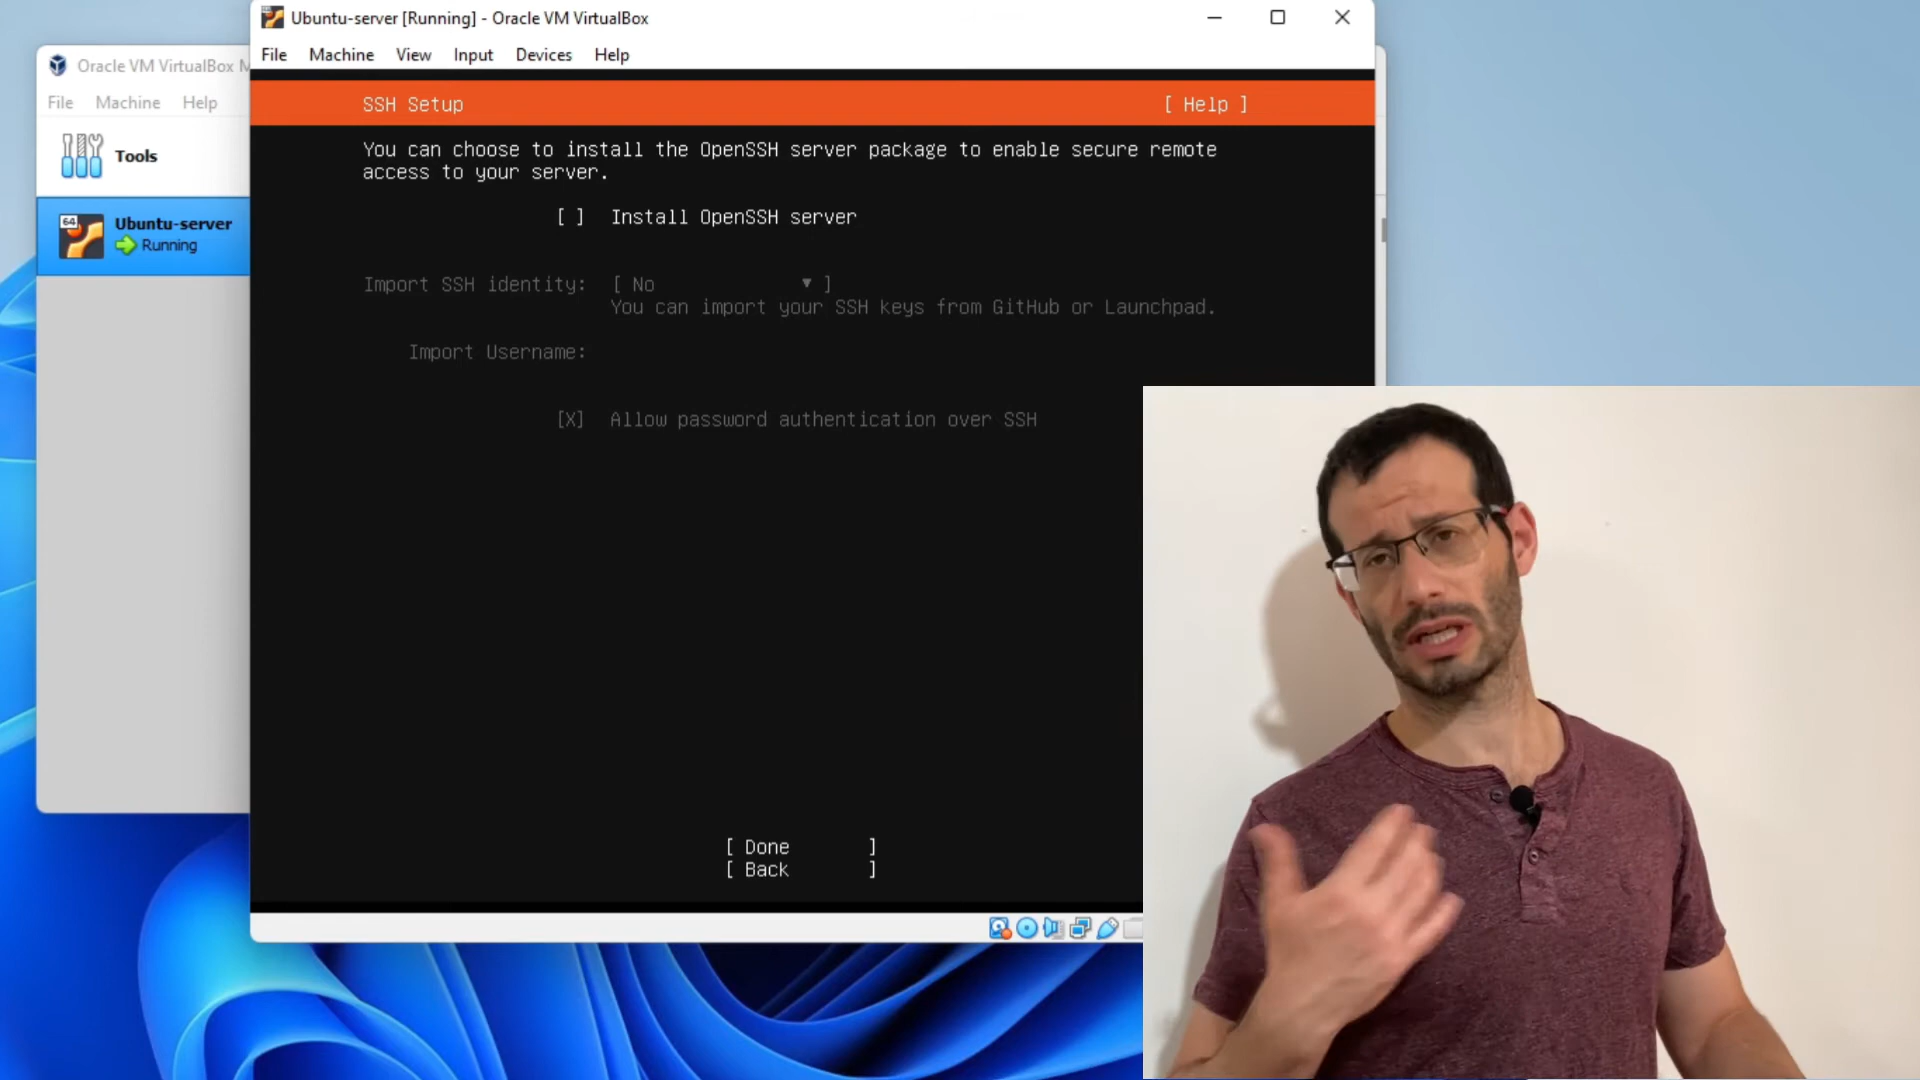 Ubuntu-server [Running] - Oracle VM VirtualBox
File Machine View Input Devices Help
Oracle VM VirtualBox M
File Machine Help
Tools
64
Ubuntu-server
Running
SSH Setup [ Help ]
You can choose to install the OpenSSH server package to enable secure remote
access to your server.
[ ] Install OpenSSH server
Import SSH identity: [ No ▾ ]
You can import your SSH keys from GitHub or Launchpad.
Import Username:
[X] Allow password authentication over SSH
[ Done ]
[ Back ]